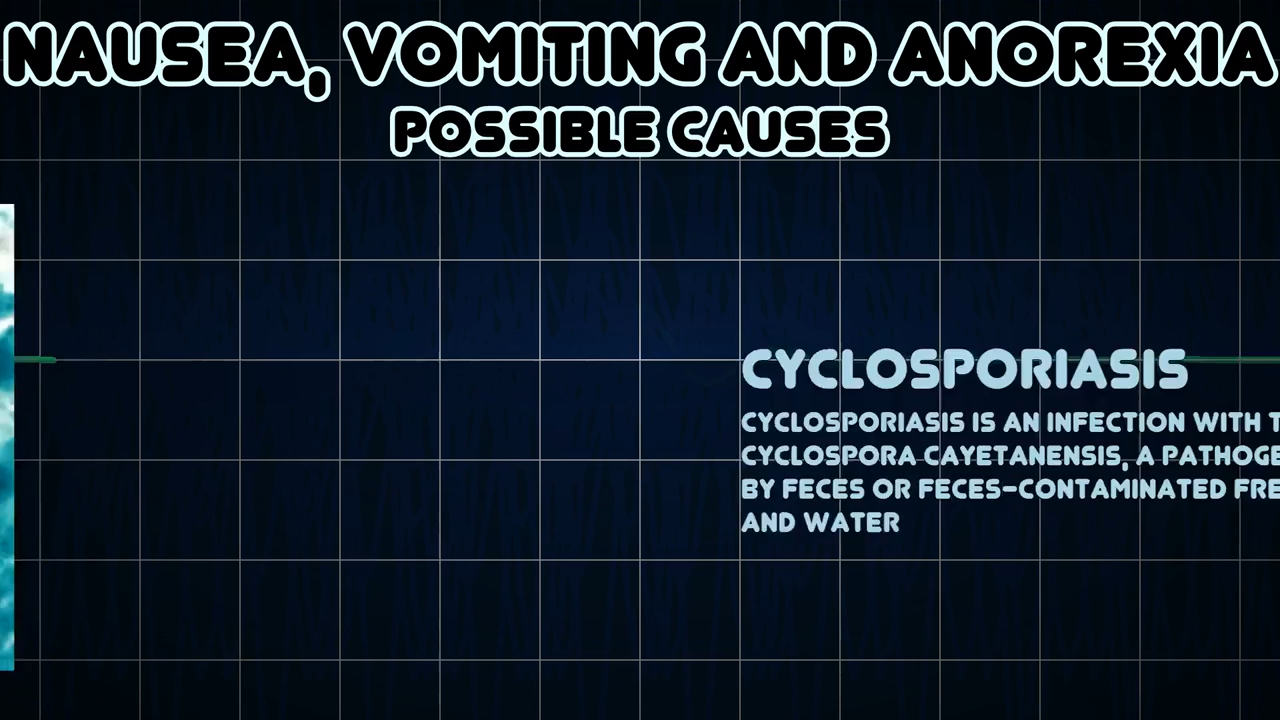 NAUSEA, VOMITING AND ANOREXIA
POSSIBLE CAUSES
CYCLOSPORIASIS
CYCLOSPORIASIS IS AN INFECTION WITH
CYCLOSPORA CAYETANENSIS, A
BY FECES OR FECES-CONTAMINATED
AND WATER